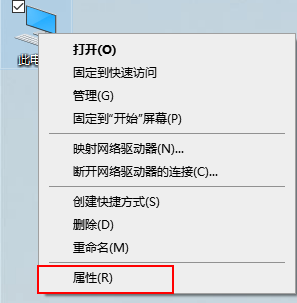 此电
打开(O)
固定到快速访问
管理(G)
固定到“开始”屏幕(P)
映射网络驱动器(N)...
断开网络驱动器的连接(C)...
创建快捷方式(S)
删除(D)
重命名(M)
属性(R)